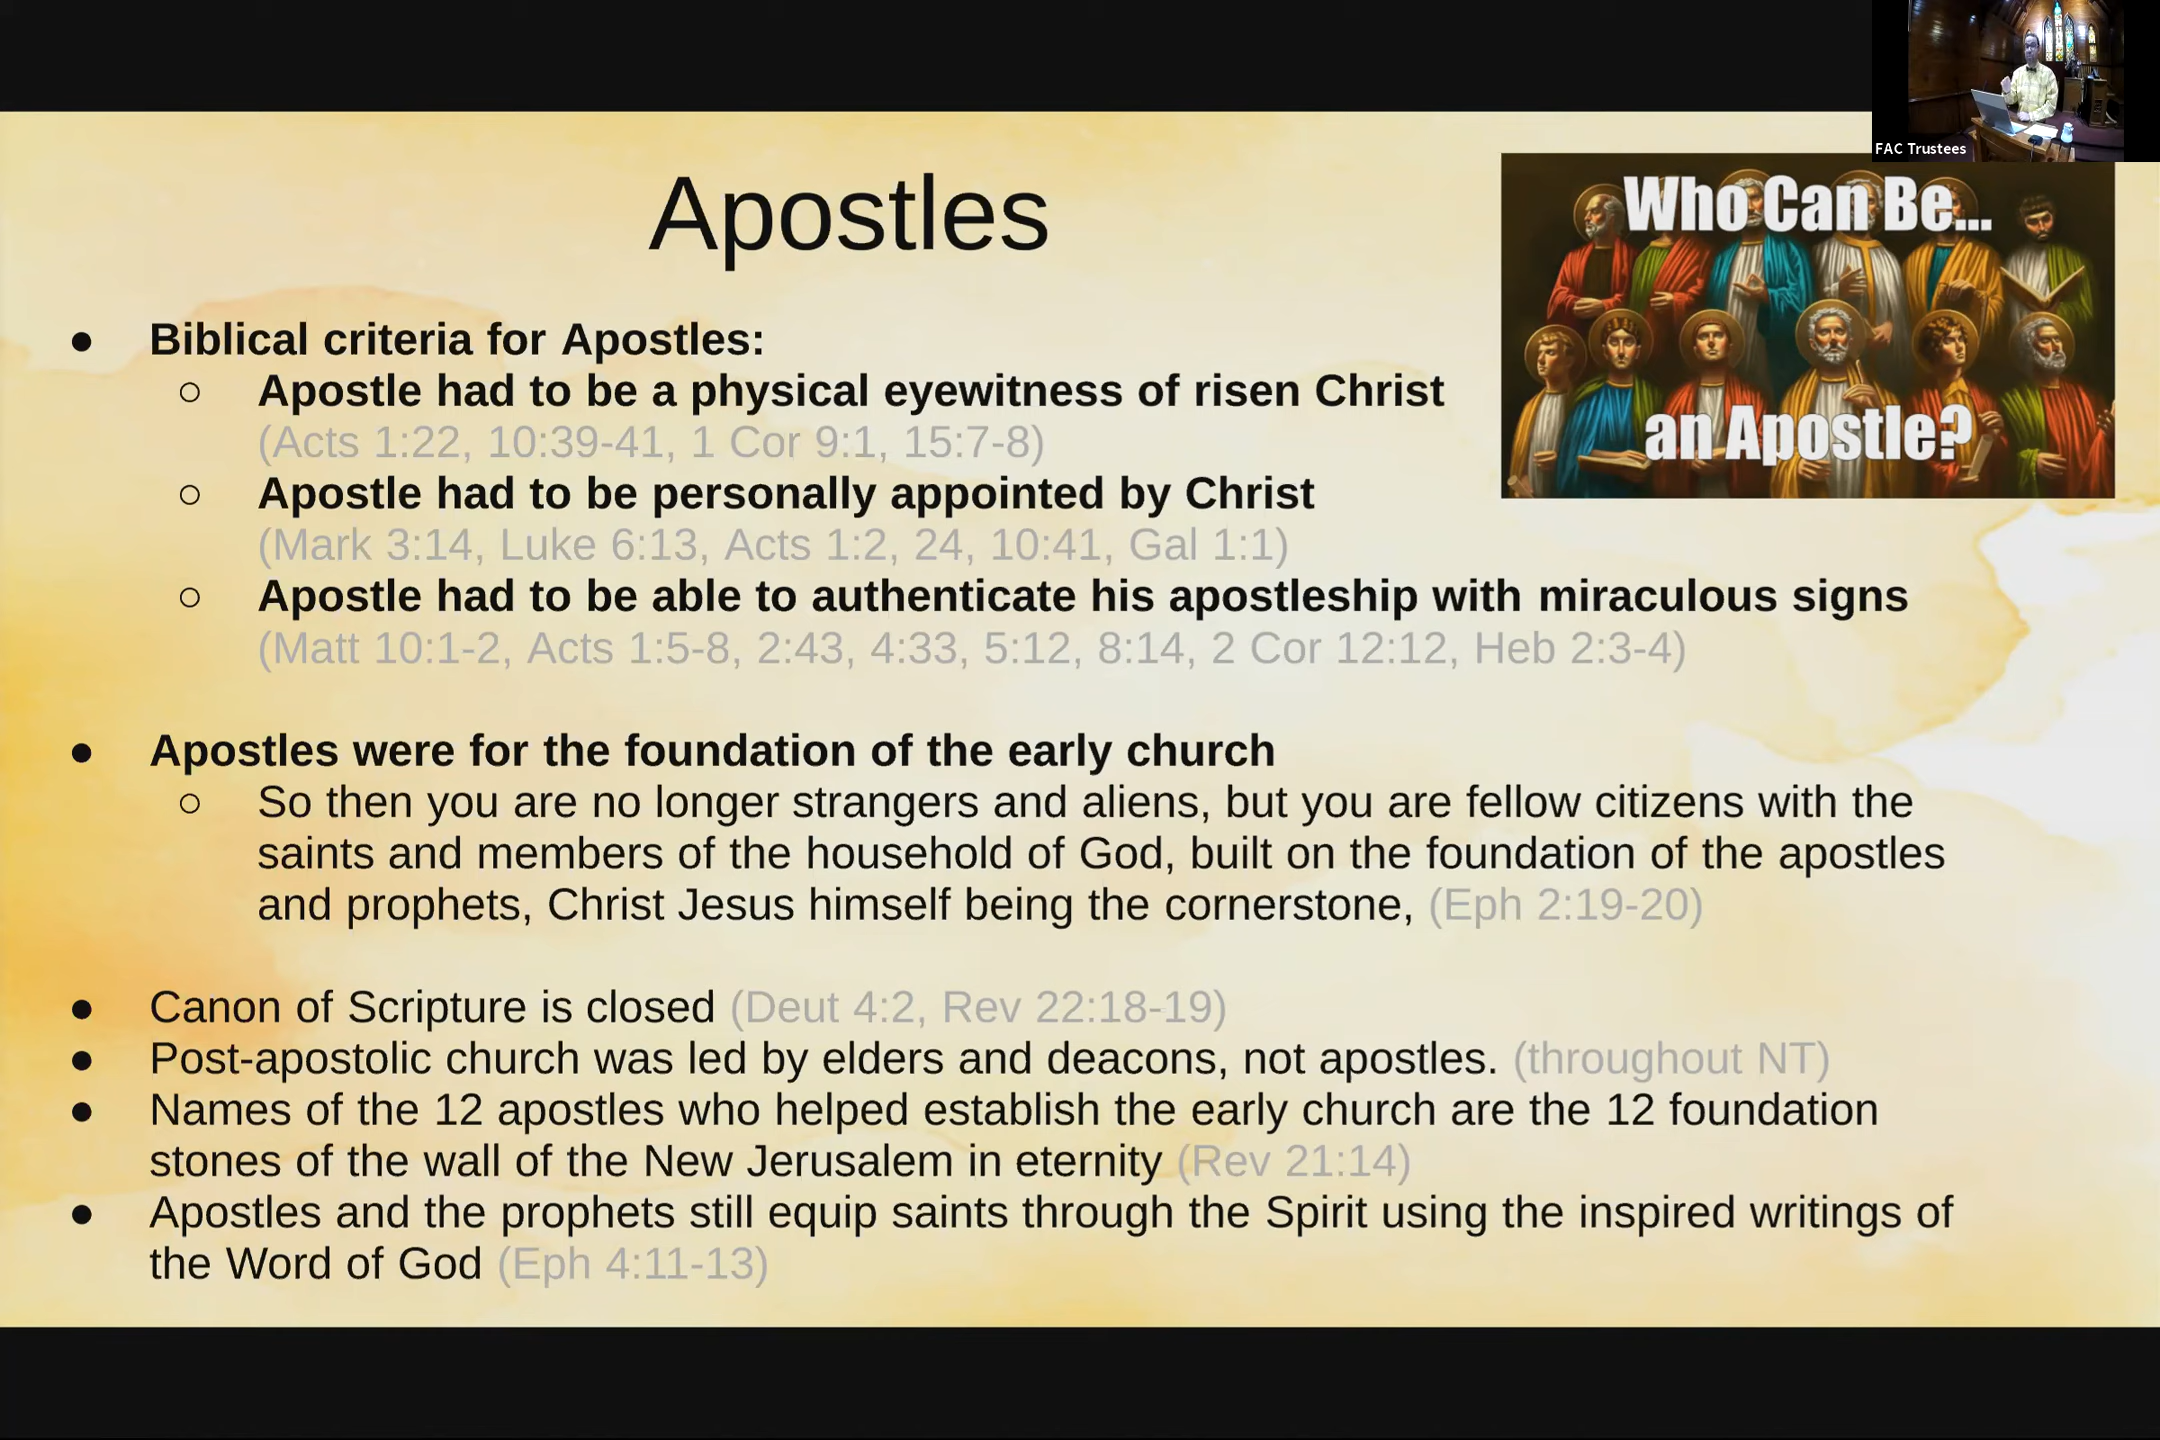 FAC Trustees
Apostles
Who Can Be...
an Apostle?
● Biblical criteria for Apostles:
○ Apostle had to be a physical eyewitness of risen Christ
(Acts 1:22, 10:39-41, 1 Cor 9:1, 15:7-8)
○ Apostle had to be personally appointed by Christ
(Mark 3:14, Luke 6:13, Acts 1:2, 24, 10:41, Gal 1:1)
○ Apostle had to be able to authenticate his apostleship with miraculous signs
(Matt 10:1-2, Acts 1:5-8, 2:43, 4:33, 5:12, 8:14, 2 Cor 12:12, Heb 2:3-4)
● Apostles were for the foundation of the early church
○ So then you are no longer strangers and aliens, but you are fellow citizens with the
saints and members of the household of God, built on the foundation of the apostles
and prophets, Christ Jesus himself being the cornerstone, (Eph 2:19-20)
● Canon of Scripture is closed (Deut 4:2, Rev 22:18-19)
● Post-apostolic church was led by elders and deacons, not apostles. (throughout NT)
● Names of the 12 apostles who helped establish the early church are the 12 foundation
stones of the wall of the New Jerusalem in eternity (Rev 21:14)
● Apostles and the prophets still equip saints through the Spirit using the inspired writings of
the Word of God (Eph 4:11-13)